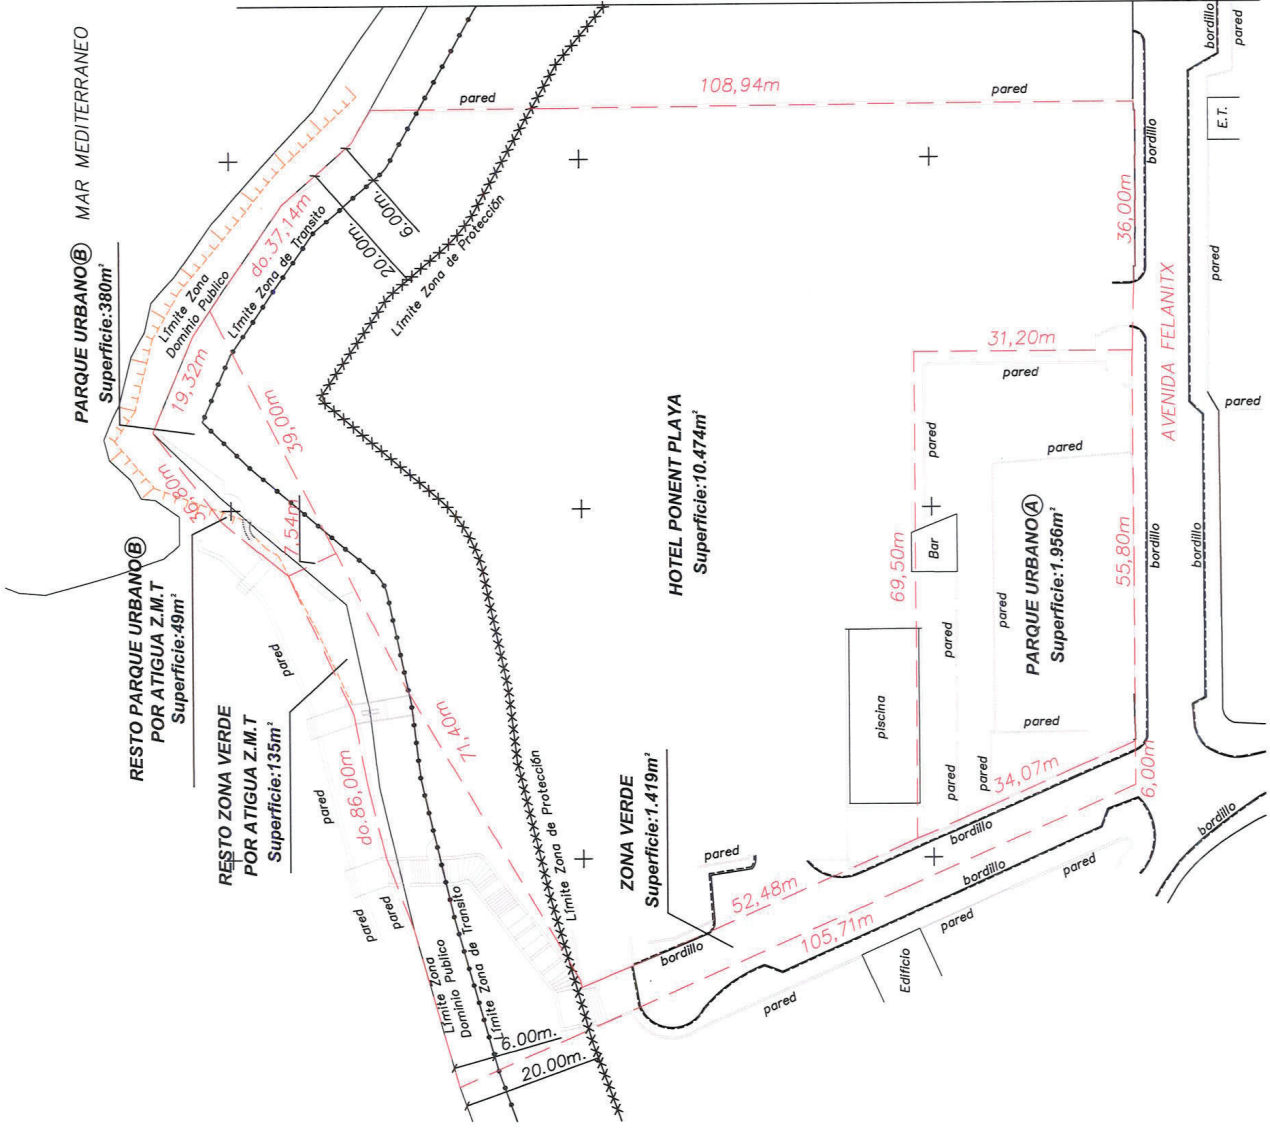 MAR MEDITERRANEO
PARQUE URBANO Ⓑ
Superficie:380m²
Límite Zona
Dominio Publico
do.37,14m
Límite Zona de Transito
19,32m
6.00m.
20.00m.
Límite Zona de Protección
pared
108,94m
pared
bordillo
bordillo
pared
E.T.
36,00m
pared
AVENIDA FELANITX
31,20m
pared
pared
pared
pared
39,00m
36,80m
1,54m
HOTEL PONENT PLAYA
Superficie:10.474m²
69,50m
Bar
PARQUE URBANO Ⓐ
Superficie:1.956m²
55,80m
bordillo
bordillo
pared
pared
pared
pared
pared
piscina
RESTO PARQUE URBANO Ⓑ
POR ATIGUA Z.M.T
Superficie:49m²
RESTO ZONA VERDE
POR ATIGUA Z.M.T
Superficie:135m²
pared
pared
do.86,00m
71,40m
pared
pared
Límite Zona
Dominio Publico
Límite Zona de Transito
Límite Zona de Protección
6.00m.
20.00m.
ZONA VERDE
Superficie:1.419m²
pared
52,48m
bordillo
105,71m
34,07m
6,00m
bordillo
bordillo
bordillo
pared
pared
pared
Edificio